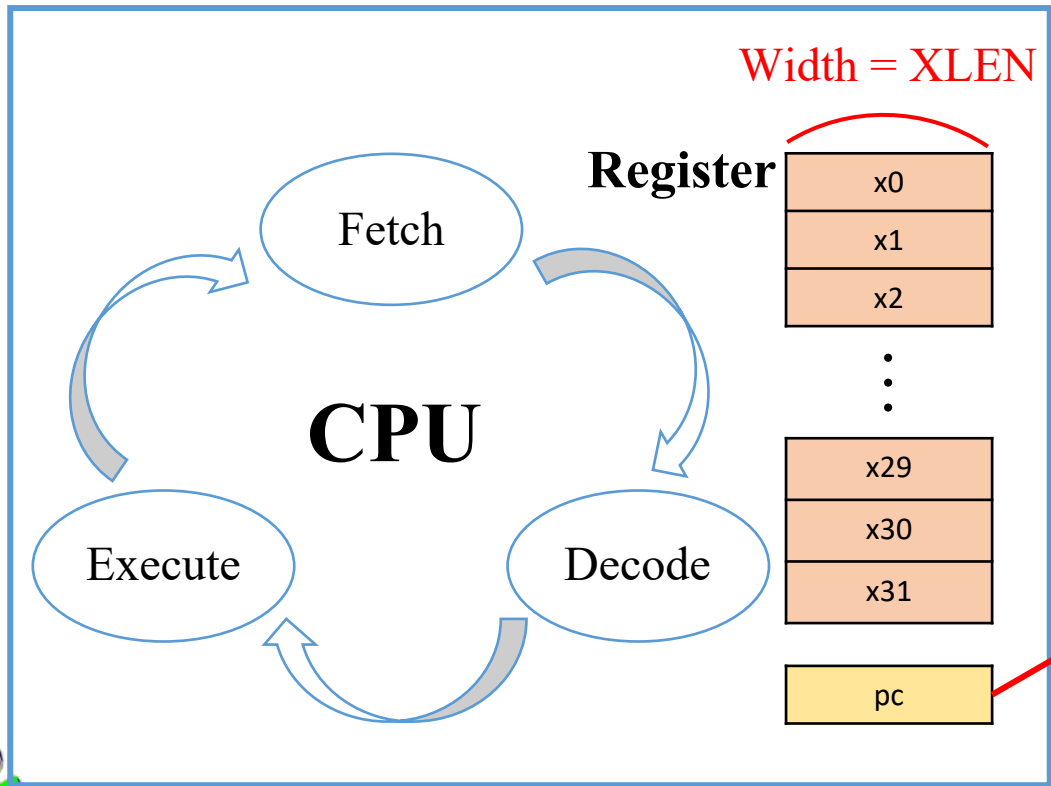 Width = XLEN
Register
x0
x1
x2
Fetch
CPU
Execute
Decode
x29
x30
x31
pc